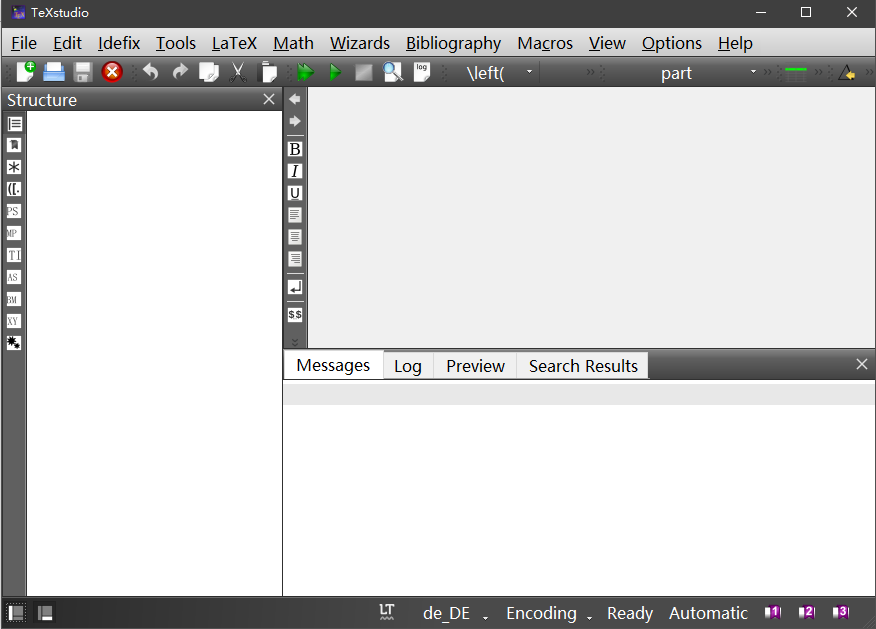 TeXstudio
File Edit Idefix Tools LaTeX Math Wizards Bibliography Macros View Options Help
log \left( part
Structure
B
I
U
([.
PS
MP
TI
AS
BM
XY
$$
Messages Log Preview Search Results
LT de_DE Encoding Ready Automatic 1 2 3